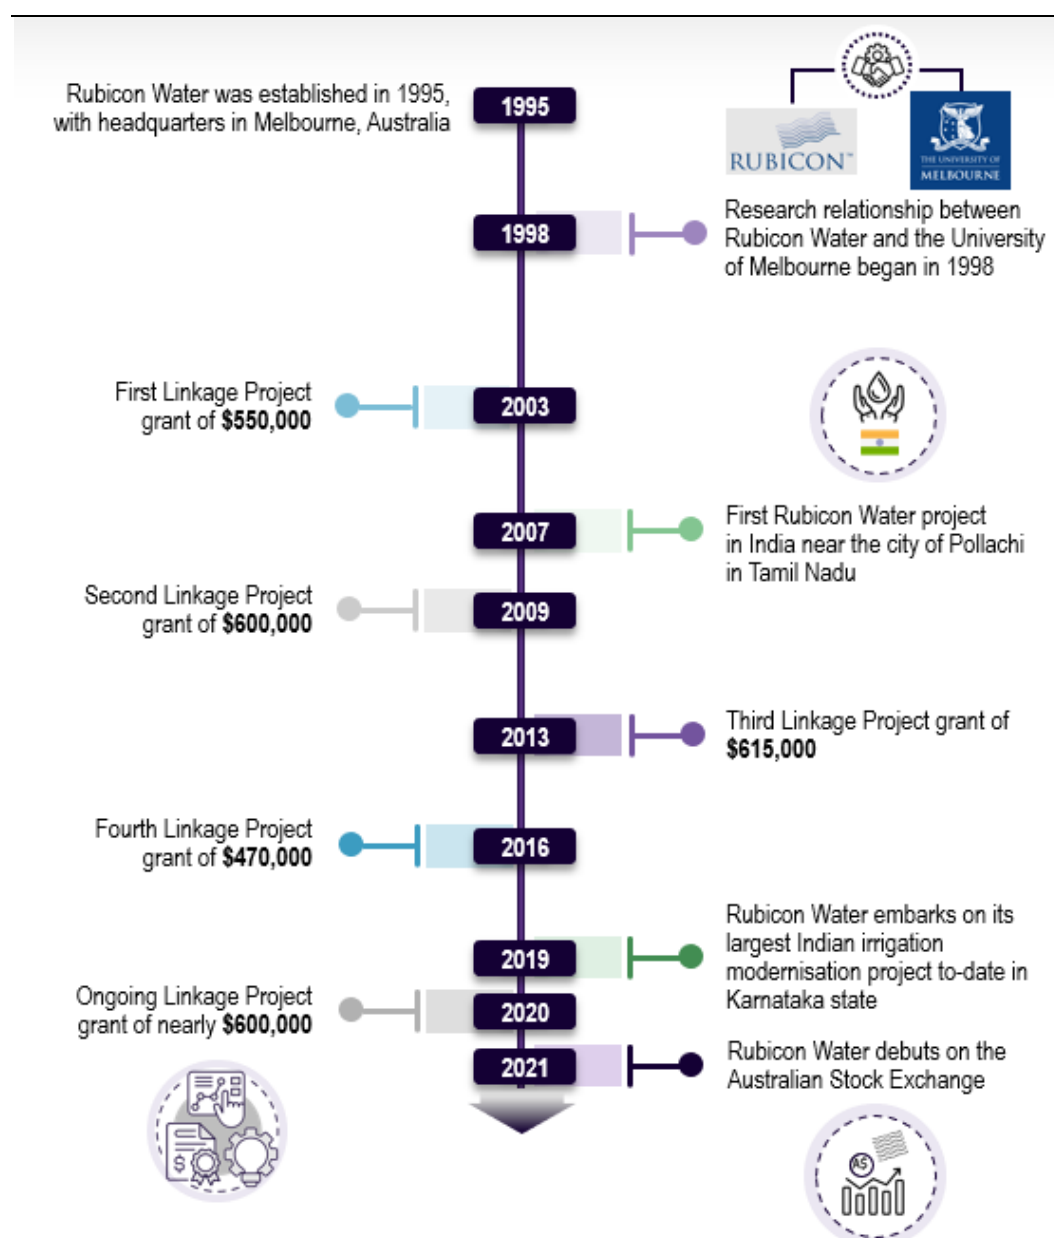 Rubicon Water was established in 1995,
with headquarters in Melbourne, Australia
1995
RUBICON™
THE UNIVERSITY OF
MELBOURNE
1998
Research relationship between
Rubicon Water and the University
of Melbourne began in 1998
First Linkage Project
grant of $550,000
2003
2007
First Rubicon Water project
in India near the city of Pollachi
in Tamil Nadu
Second Linkage Project
grant of $600,000
2009
2013
Third Linkage Project grant of
$615,000
Fourth Linkage Project
grant of $470,000
2016
2019
Rubicon Water embarks on its
largest Indian irrigation
modernisation project to-date in
Karnataka state
Ongoing Linkage Project
grant of nearly $600,000
2020
2021
Rubicon Water debuts on the
Australian Stock Exchange
$
A$